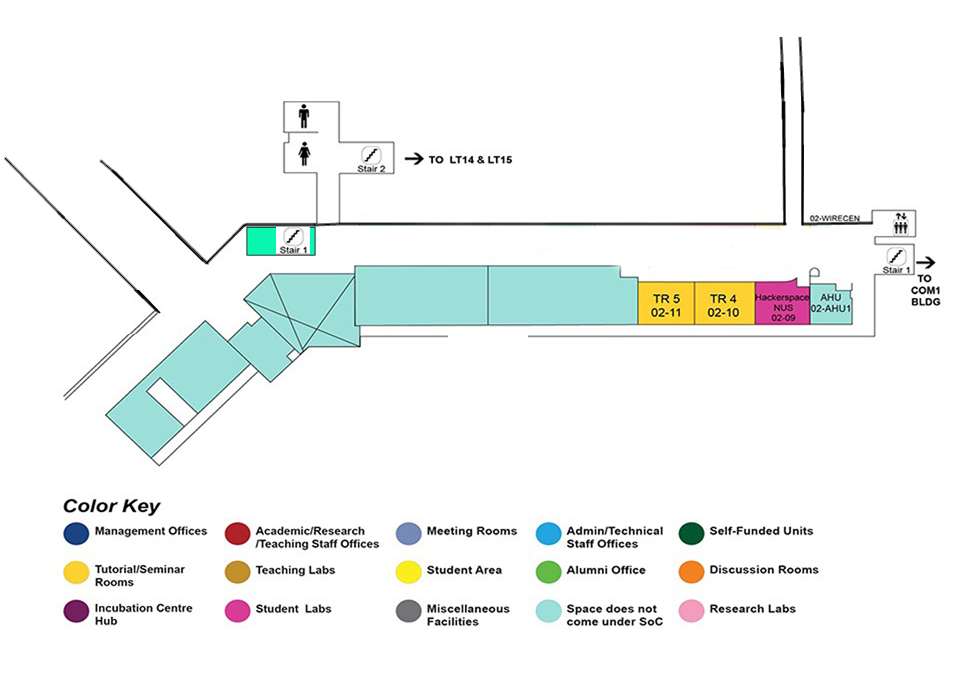 Stair 2
TO LT14 & LT15
02-WIRECEN
Stair 1
Stair 1
TO
COM1
BLDG
TR 5
02-11
TR 4
02-10
Hackerspace
NUS
02-09
AHU
02-AHU1
Color Key
Management Offices
Academic/Research
/Teaching Staff Offices
Meeting Rooms
Admin/Technical
Staff Offices
Self-Funded Units
Tutorial/Seminar
Rooms
Teaching Labs
Student Area
Alumni Office
Discussion Rooms
Incubation Centre
Hub
Student Labs
Miscellaneous
Facilities
Space does not
come under SoC
Research Labs